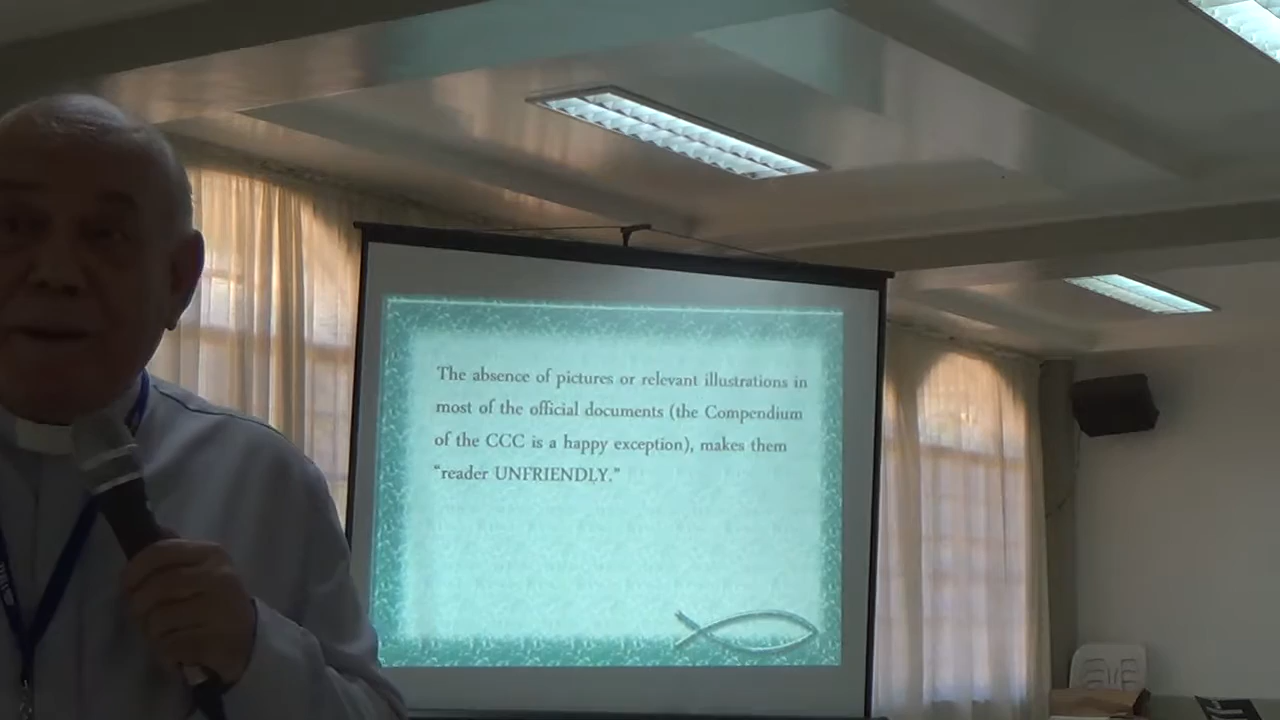 The absence of pictures or relevant illustrations in
most of the official documents (the Compendium
of the CCC is a happy exception), makes them
“reader UNFRIENDLY.”